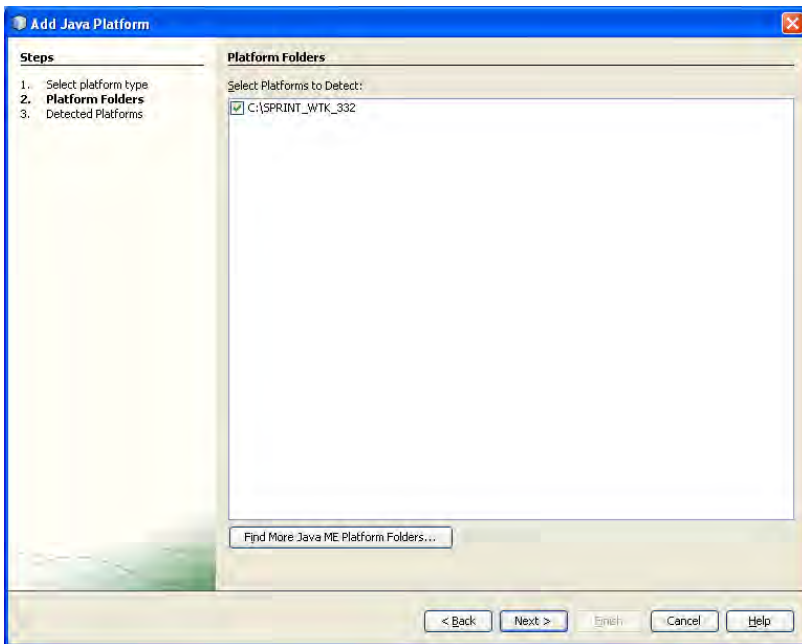 Add Java Platform
Steps
1. Select platform type
2. Platform Folders
3. Detected Platforms
Platform Folders
Select Platforms to Detect:
C:\SPRINT_WTK_332
Find More Java ME Platform Folders...
< Back
Next >
Finish
Cancel
Help